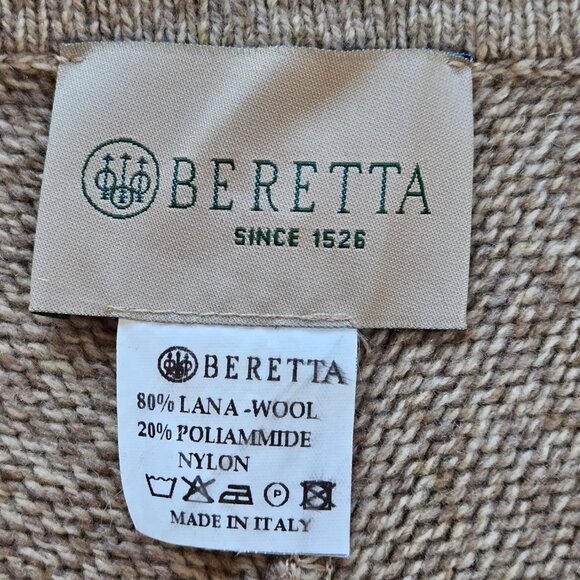 BERETTA
SINCE 1526
BERETTA
80% LANA-WOOL
20% POLIAMMIDE
NYLON
P
MADE IN ITALY